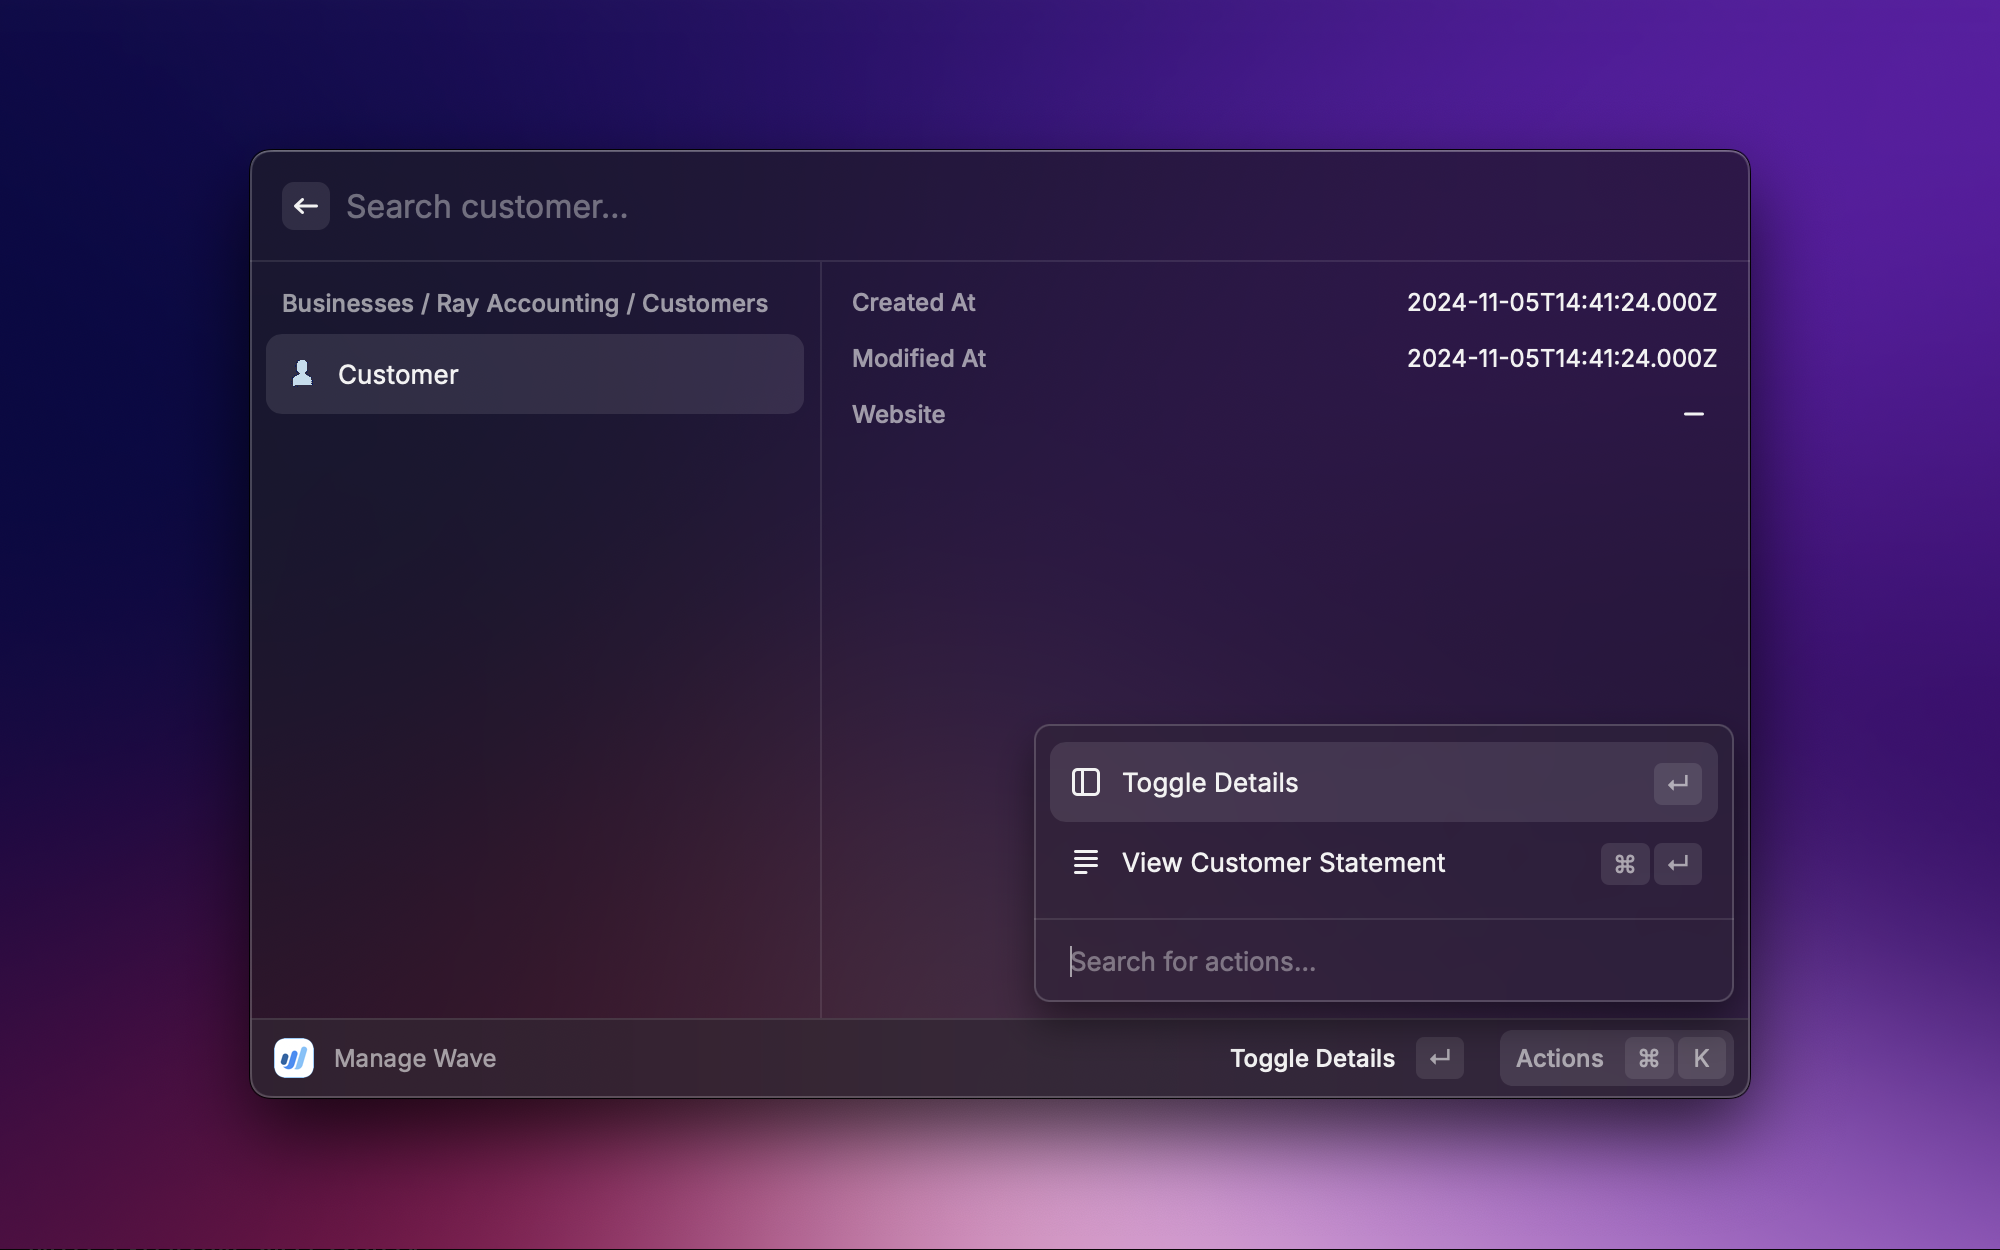 Search customer...
Businesses / Ray Accounting / Customers
Customer
Created At 2024-11-05T14:41:24.000Z
Modified At 2024-11-05T14:41:24.000Z
Website —
Toggle Details ↵
View Customer Statement ⌘ ↵
Search for actions...
Manage Wave
Toggle Details ↵ Actions ⌘ K